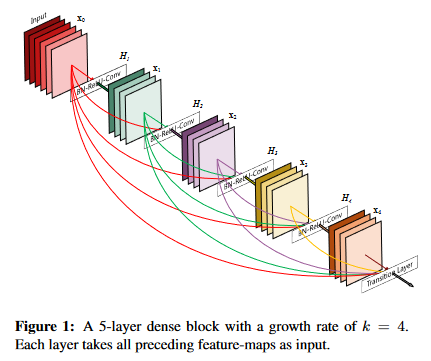 Input
x₀
H₁
BN-ReLU-Conv
x₁
H₂
BN-ReLU-Conv
x₂
H₃
BN-ReLU-Conv
x₃
H₄
BN-ReLU-Conv
x₄
Transition Layer
Figure 1: A 5-layer dense block with a growth rate of k = 4.
Each layer takes all preceding feature-maps as input.